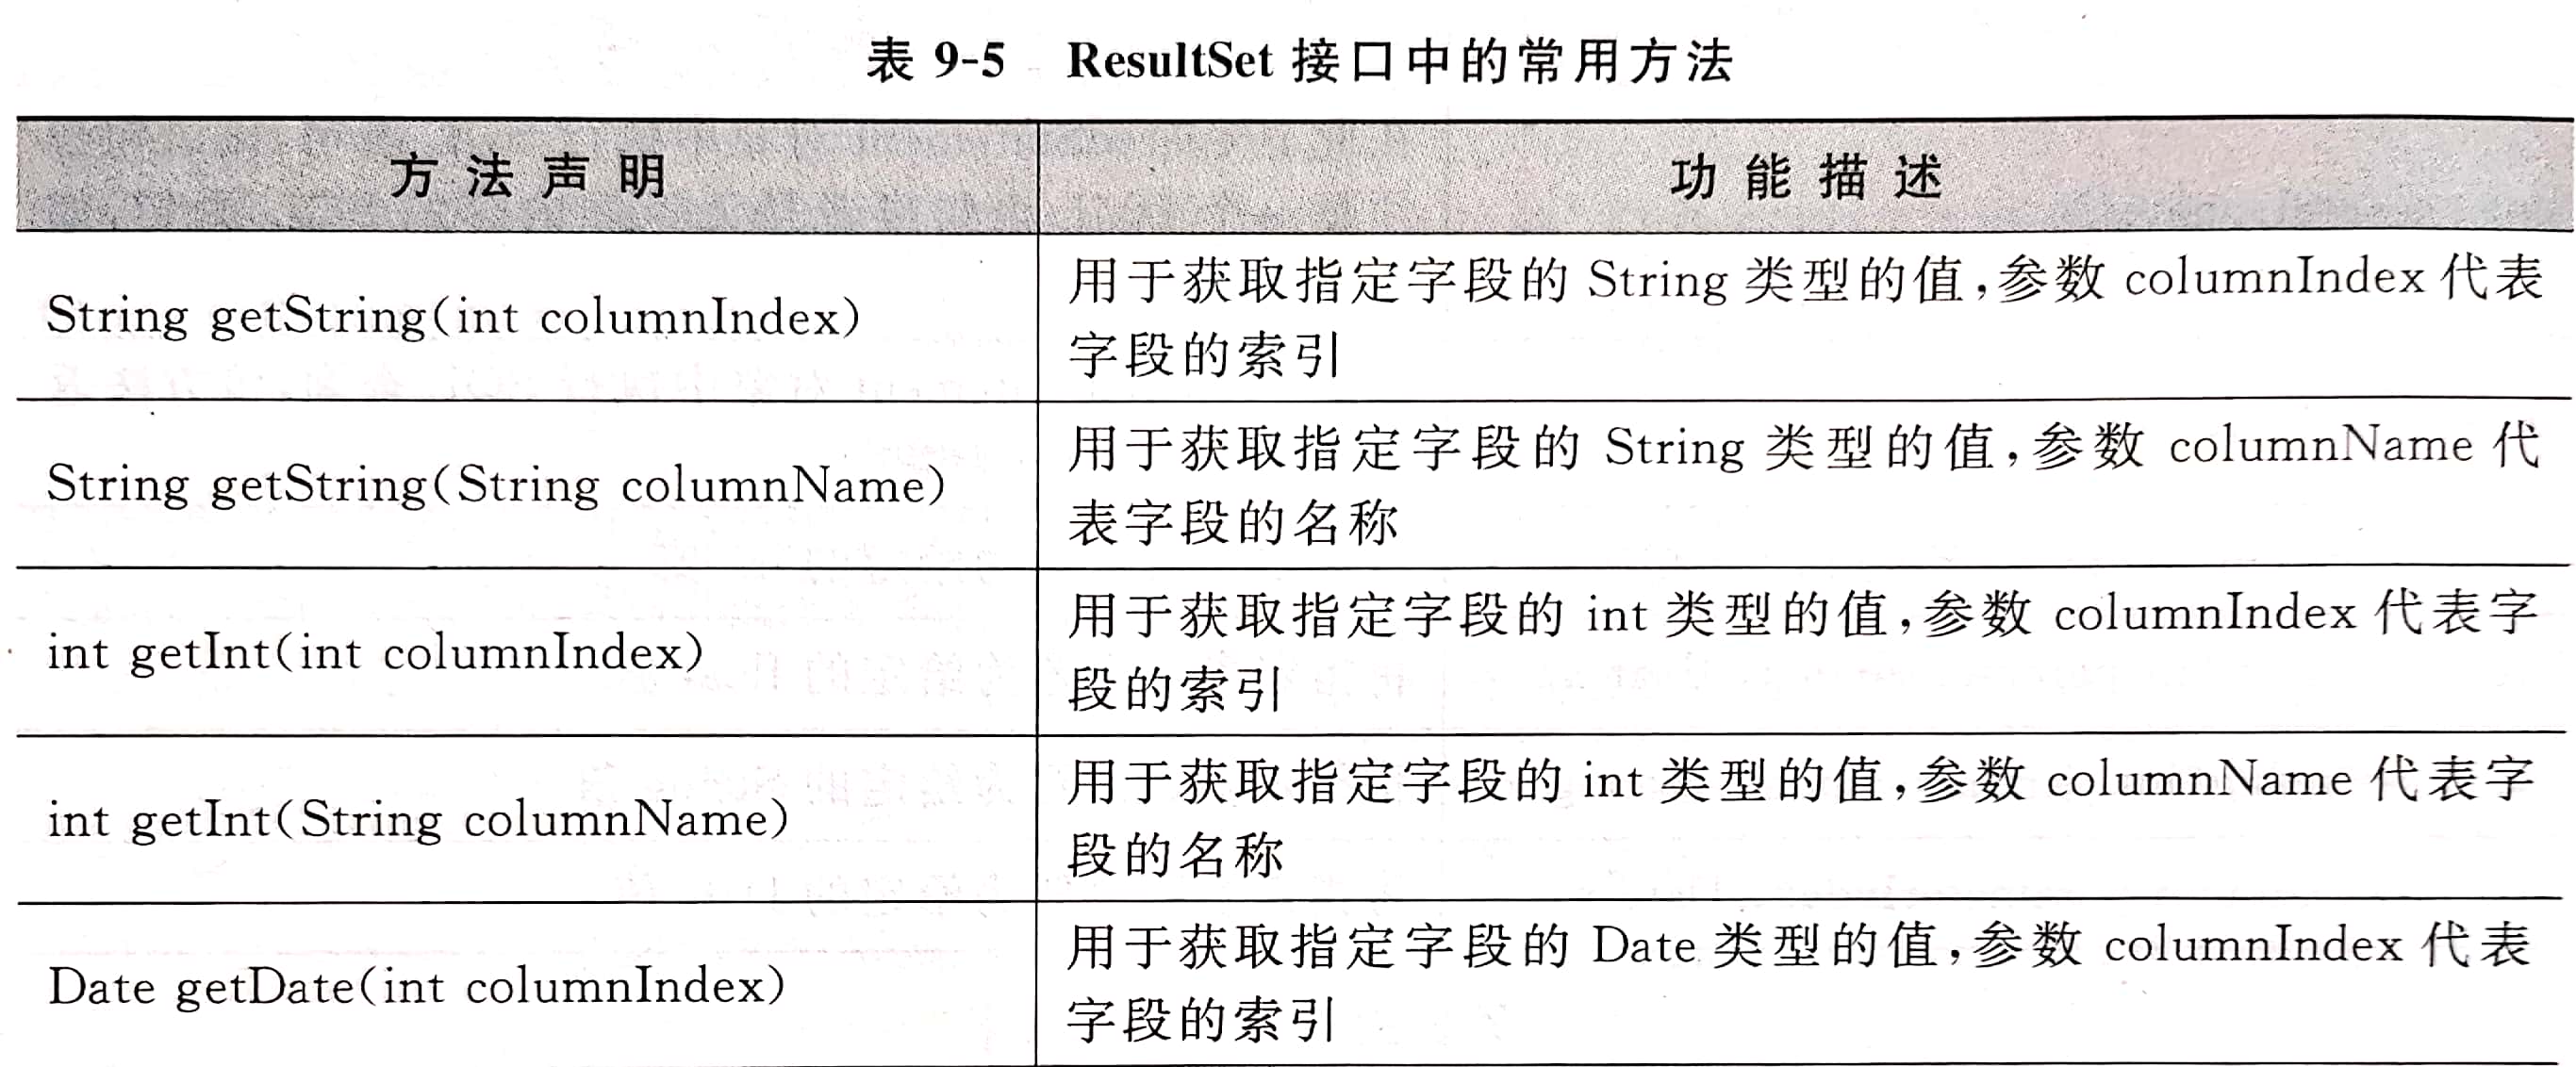 表 9-5 ResultSet 接口中的常用方法
方法声明 功能描述
String getString(int columnIndex)
用于获取指定字段的 String 类型的值,参数 columnIndex 代表
字段的索引
String getString(String columnName)
用于获取指定字段的 String 类型的值,参数 columnName 代
表字段的名称
int getInt(int columnIndex)
用于获取指定字段的 int 类型的值,参数 columnIndex 代表字
段的索引
int getInt(String columnName)
用于获取指定字段的 int 类型的值,参数 columnName 代表字
段的名称
Date getDate(int columnIndex)
用于获取指定字段的 Date 类型的值,参数 columnIndex 代表
字段的索引